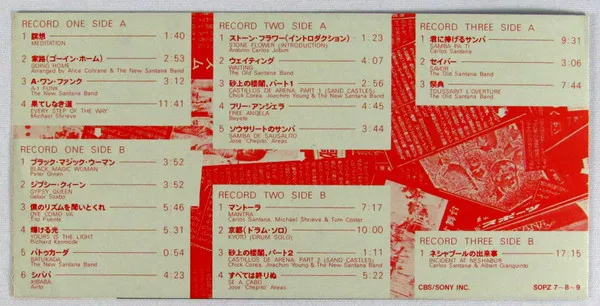 RECORD ONE SIDE A
1 瞑想 1:40
MEDITATION
2 家路(ゴーイン・ホーム) 2:53
GOING HOME
Arranged by Alice Coltrane & The New Santana Band
3 A・ワン・ファンク 3:12
A-1 FUNK
The New Santana Band
4 果てしなき道 11:41
EVERY STEP OF THE WAY
Michael Shrieve
RECORD ONE SIDE B
1 ブラック・マジック・ウーマン 3:52
BLACK MAGIC WOMAN
Peter Green
2 ジプシー・クィーン 3:52
GYPSY QUEEN
Gabor Szabo
3 僕のリズムを聞いとくれ 5:46
OYE COMO VA
Tito Puente
4 輝ける光 5:31
YOURS IS THE LIGHT
Richard Kermode
5 バトゥカーダ 0:54
BATUKADA
The New Santana Band
6 シババ 4:23
XIBABA
Airto
RECORD TWO SIDE A
1 ストーン・フラワー(イントロダクション) 1:23
STONE FLOWER (INTRODUCTION)
Antonio Carlos Jobim
2 ウェイティング 4:07
WAITING
The Old Santana Band
3 砂上の楼閣、パート1 2:56
CASTILLOS DE ARENA, PART 1 (SAND CASTLES)
Chick Corea, Joachim Young & The New Santana Band
4 フリー・アンジェラ 4:45
FREE ANGELA
Bayeté
5 ソウサリートのサンバ 3:44
SAMBA DE SAUSALITO
José "Chepitó" Areas
RECORD TWO SIDE B
1 マントーラ 7:17
MANTRA
Carlos Santana, Michael Shrieve & Tom Coster
2 京都(ドラム・ソロ) 10:00
KYOTO (DRUM SOLO)
3 砂上の楼閣、パート2 1:11
CASTILLOS DE ARENA, PART 2 (SAND CASTLES)
Chick Corea, Joachim Young & The New Santana Band
4 すべては終りぬ 5:22
SE A CABO
José "Chepitó" Areas
RECORD THREE SIDE A
1 君に捧げるサンバ 9:31
SAMBA PA TI
Carlos Santana
2 セイバー 3:06
SAVOR
The Old Santana Band
3 祭典 7:44
TOUSSAINT L'OVERTURE
The Old Santana Band
RECORD THREE SIDE B
1 ネシャブールの出来事 17:15
INCIDENT AT NESHABUR
Carlos Santana & Albert Gianquinto
CBS/SONY INC. SOPZ 7-8-9